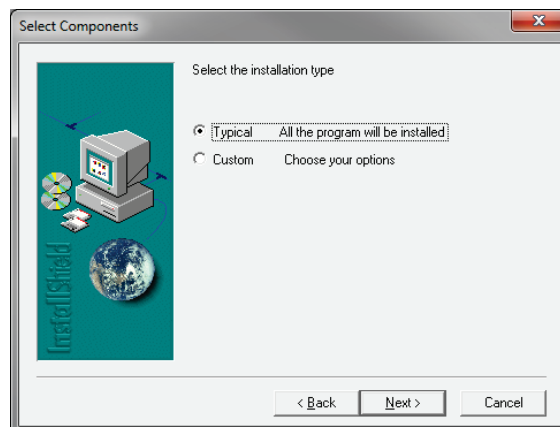 Select Components
Select the installation type
Typical All the program will be installed
Custom Choose your options
InstallShield
< Back Next > Cancel